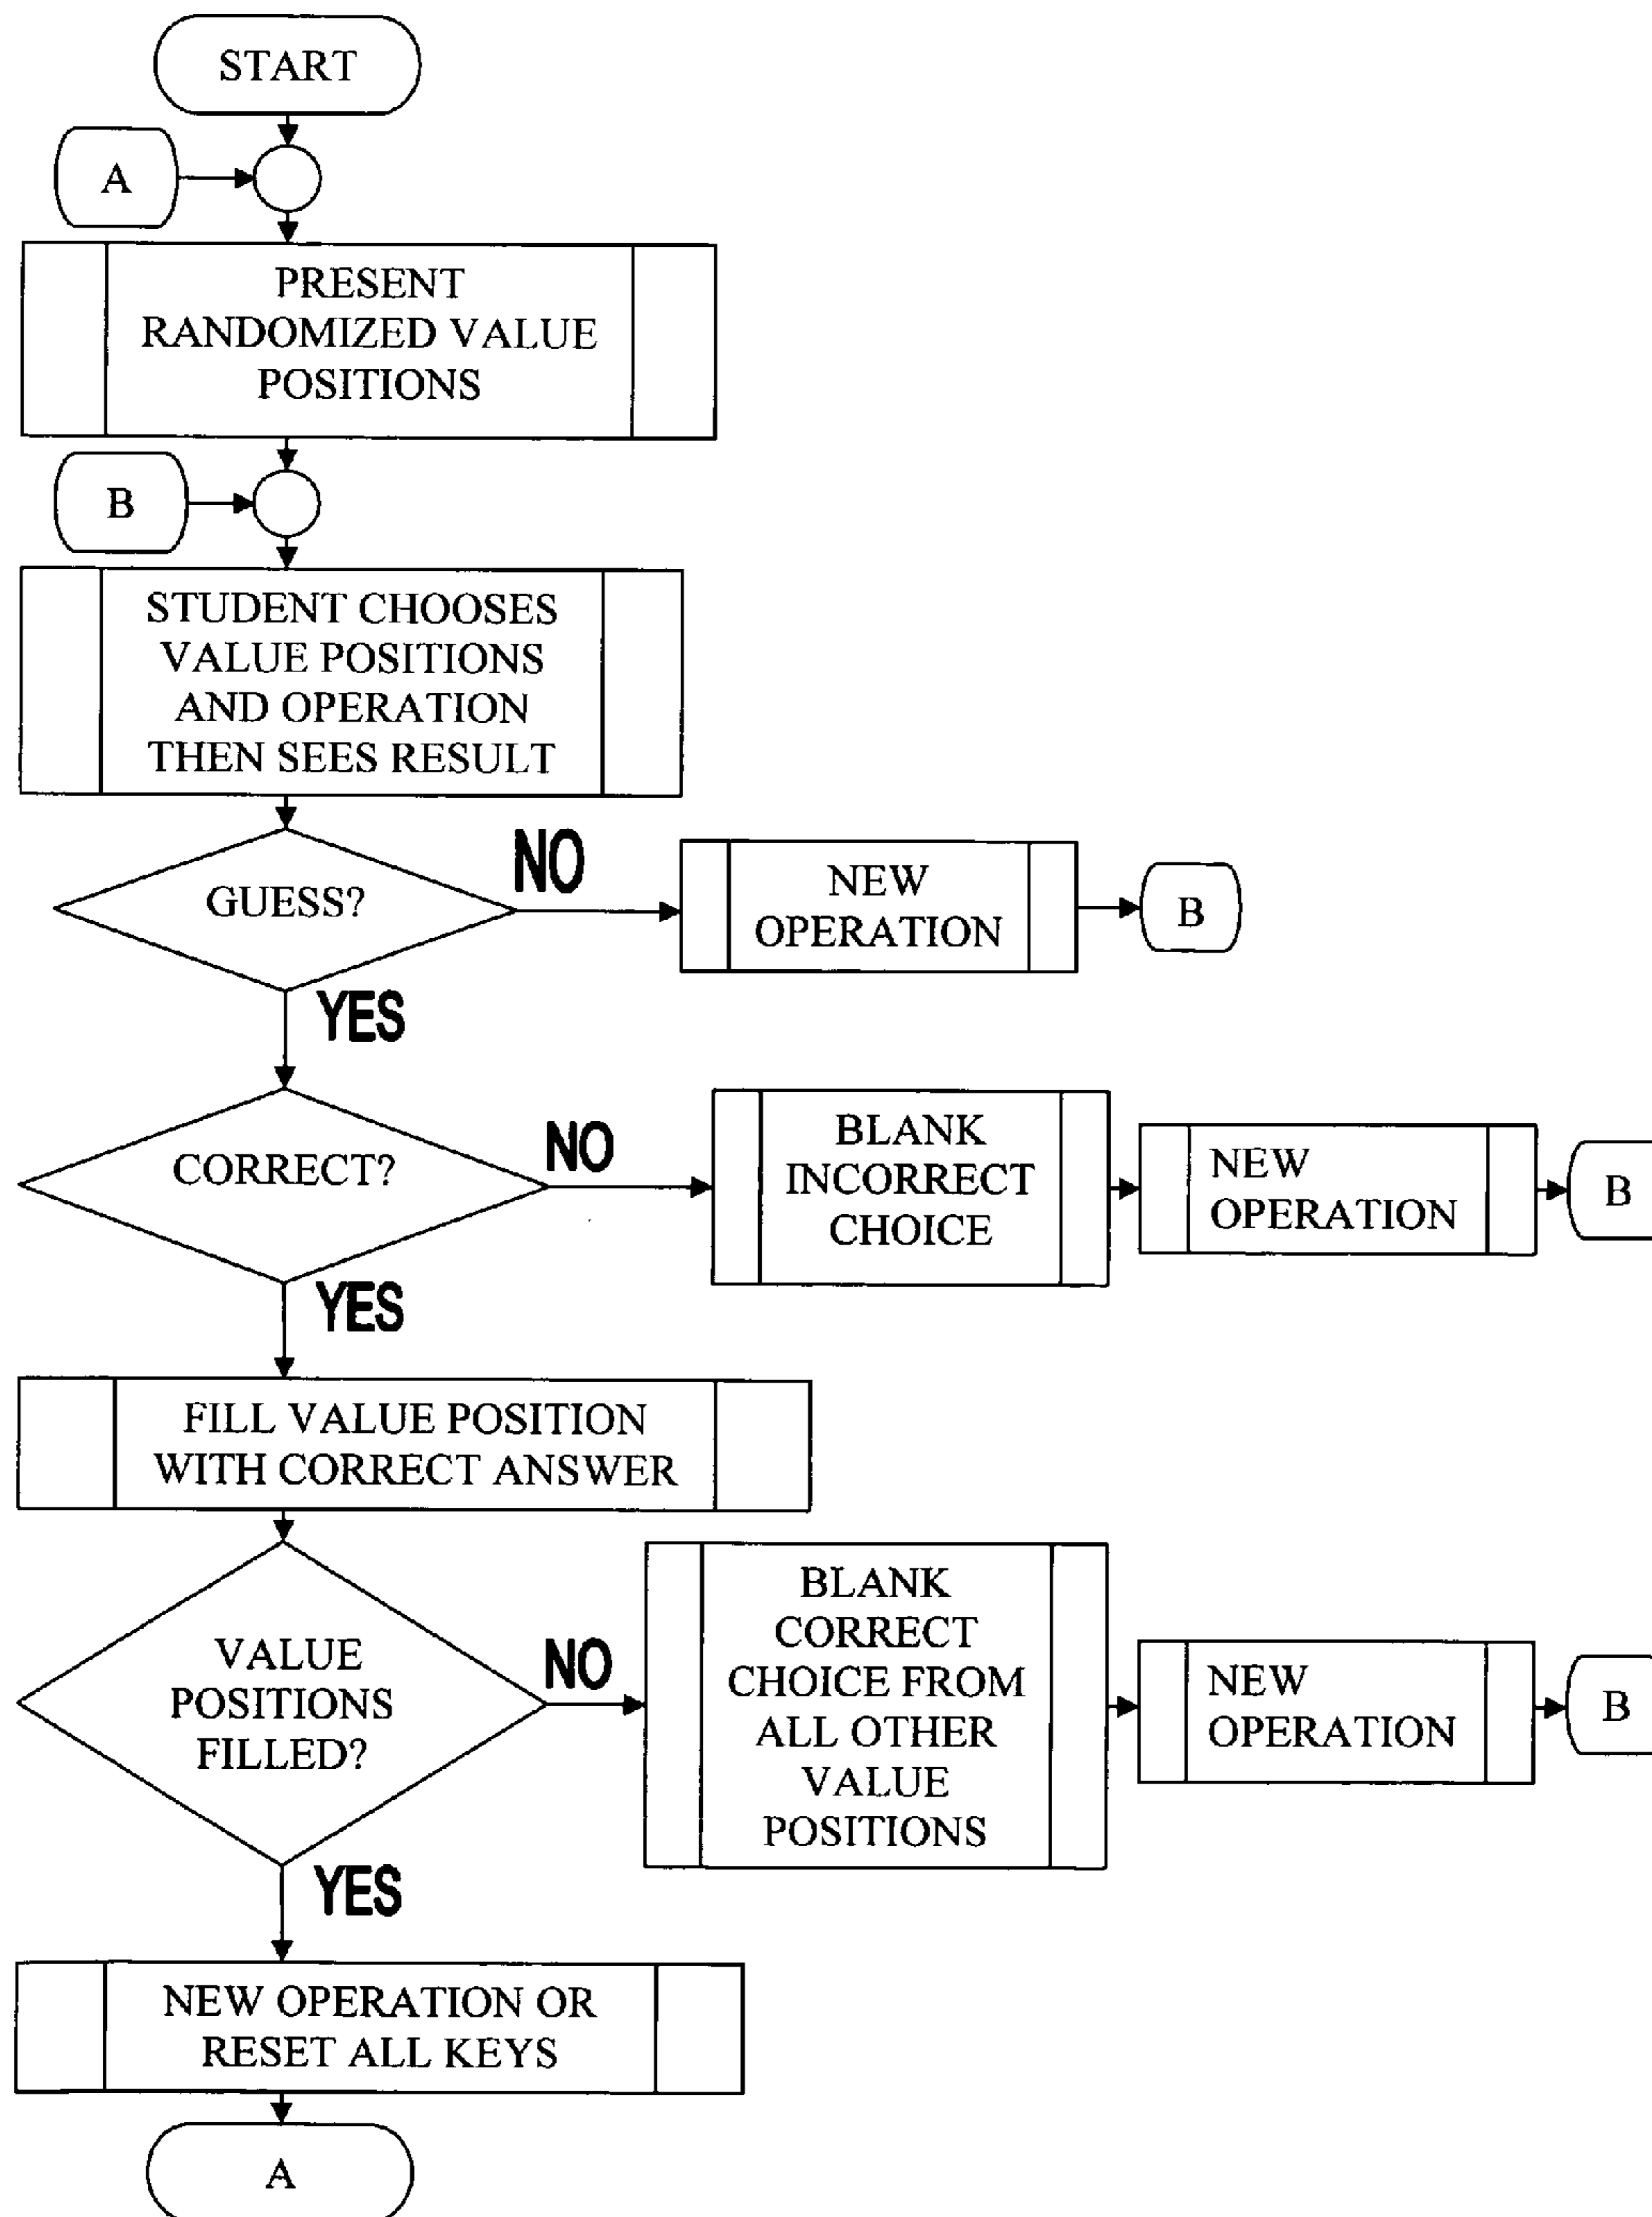 START
A
PRESENT
RANDOMIZED VALUE
POSITIONS
B
STUDENT CHOOSES
VALUE POSITIONS
AND OPERATION
THEN SEES RESULT
GUESS?
NO
NEW
OPERATION
B
YES
CORRECT?
NO
BLANK
INCORRECT
CHOICE
NEW
OPERATION
B
YES
FILL VALUE POSITION
WITH CORRECT ANSWER
VALUE
POSITIONS
FILLED?
NO
BLANK
CORRECT
CHOICE FROM
ALL OTHER
VALUE
POSITIONS
NEW
OPERATION
B
YES
NEW OPERATION OR
RESET ALL KEYS
A